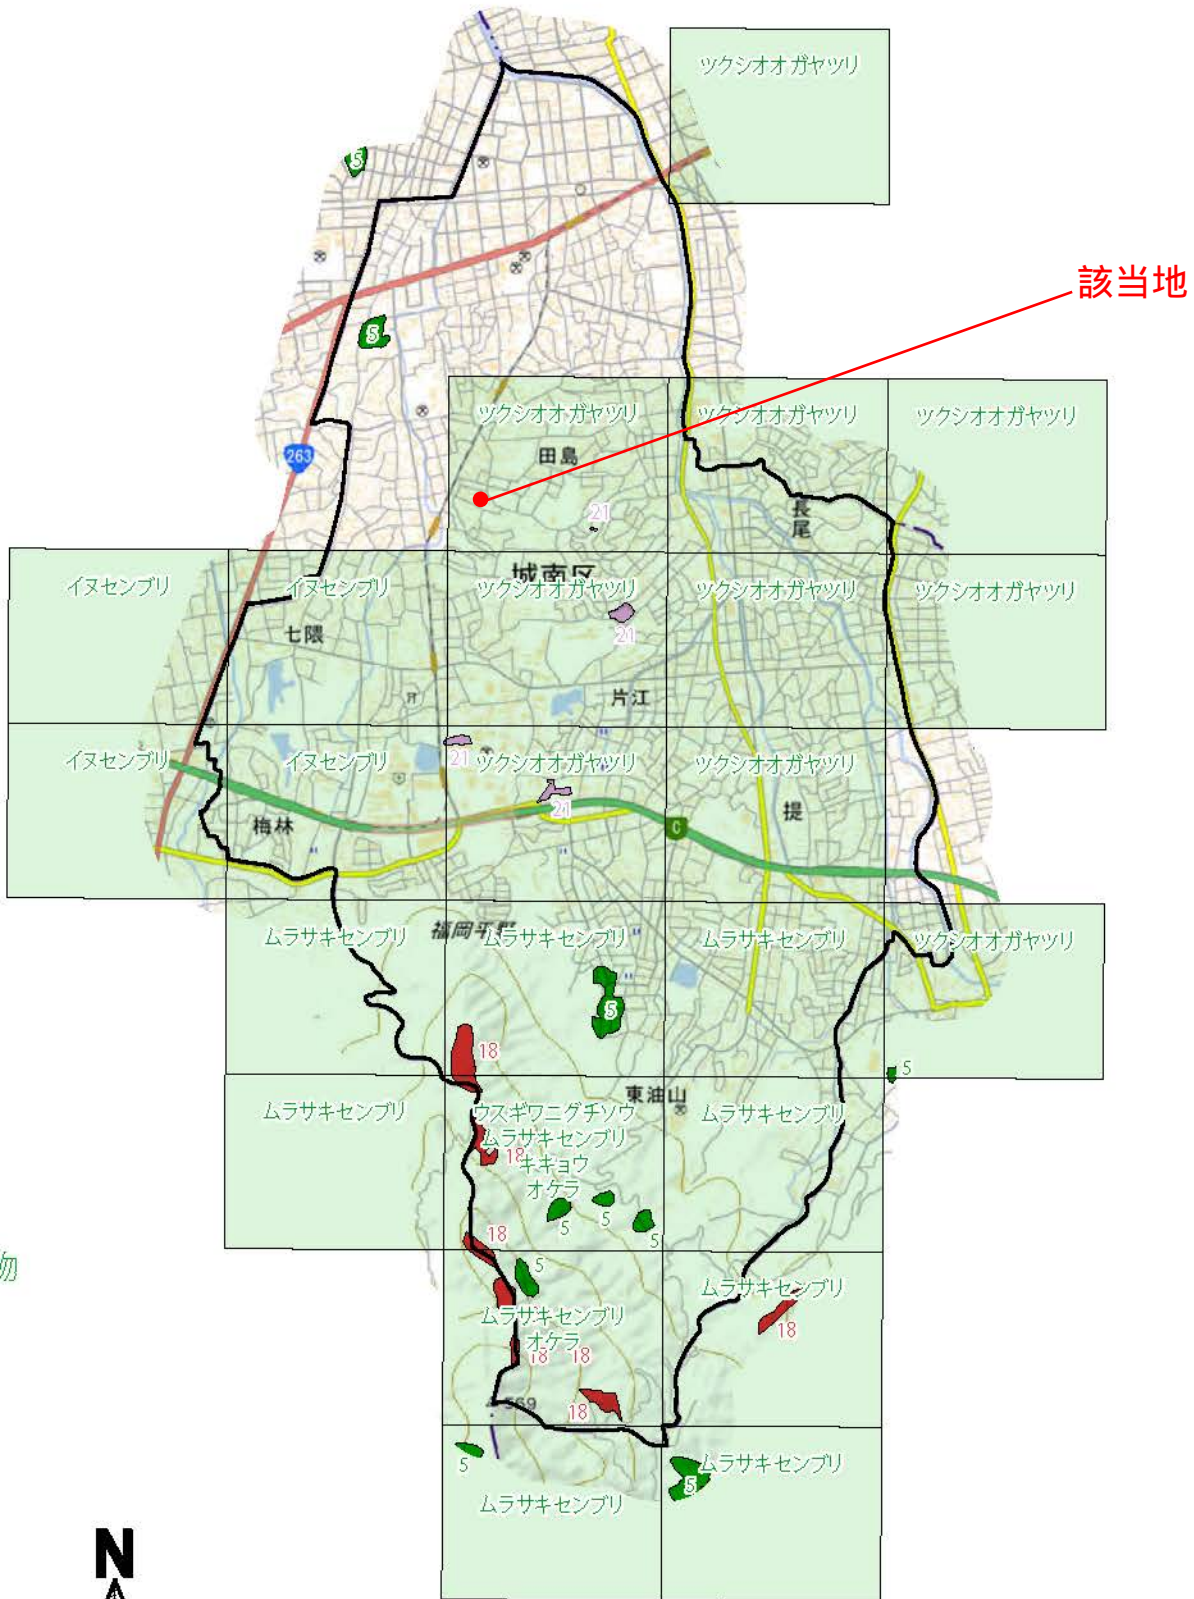 ツクシオオガヤツリ
5
該当地
5
ツクシオオガヤツリ
ツクシオオガヤツリ
ツクシオオガヤツリ
263
田島
21
長尾
イヌセンブリ
イヌセンブリ
城南区
ツクシオオガヤツリ
ツクシオオガヤツリ
ツクシオオガヤツリ
七隈
21
片江
イヌセンブリ
イヌセンブリ
21
ツクシオオガヤツリ
ツクシオオガヤツリ
21
梅林
C
堤
ムラサキセンブリ
福岡平野
ムラサキセンブリ
ムラサキセンブリ
ツクシオオガヤツリ
5
18
5
ムラサキセンブリ
東油山
ウスギワニグチソウ
ムラサキセンブリ
ムラサキセンブリ
18
キキョウ
オケラ
5
5
5
18
物
5
ムラサキセンブリ
ムラサキセンブリ
オケラ
18
18
18
569
18
5
ムラサキセンブリ
5
ムラサキセンブリ
N